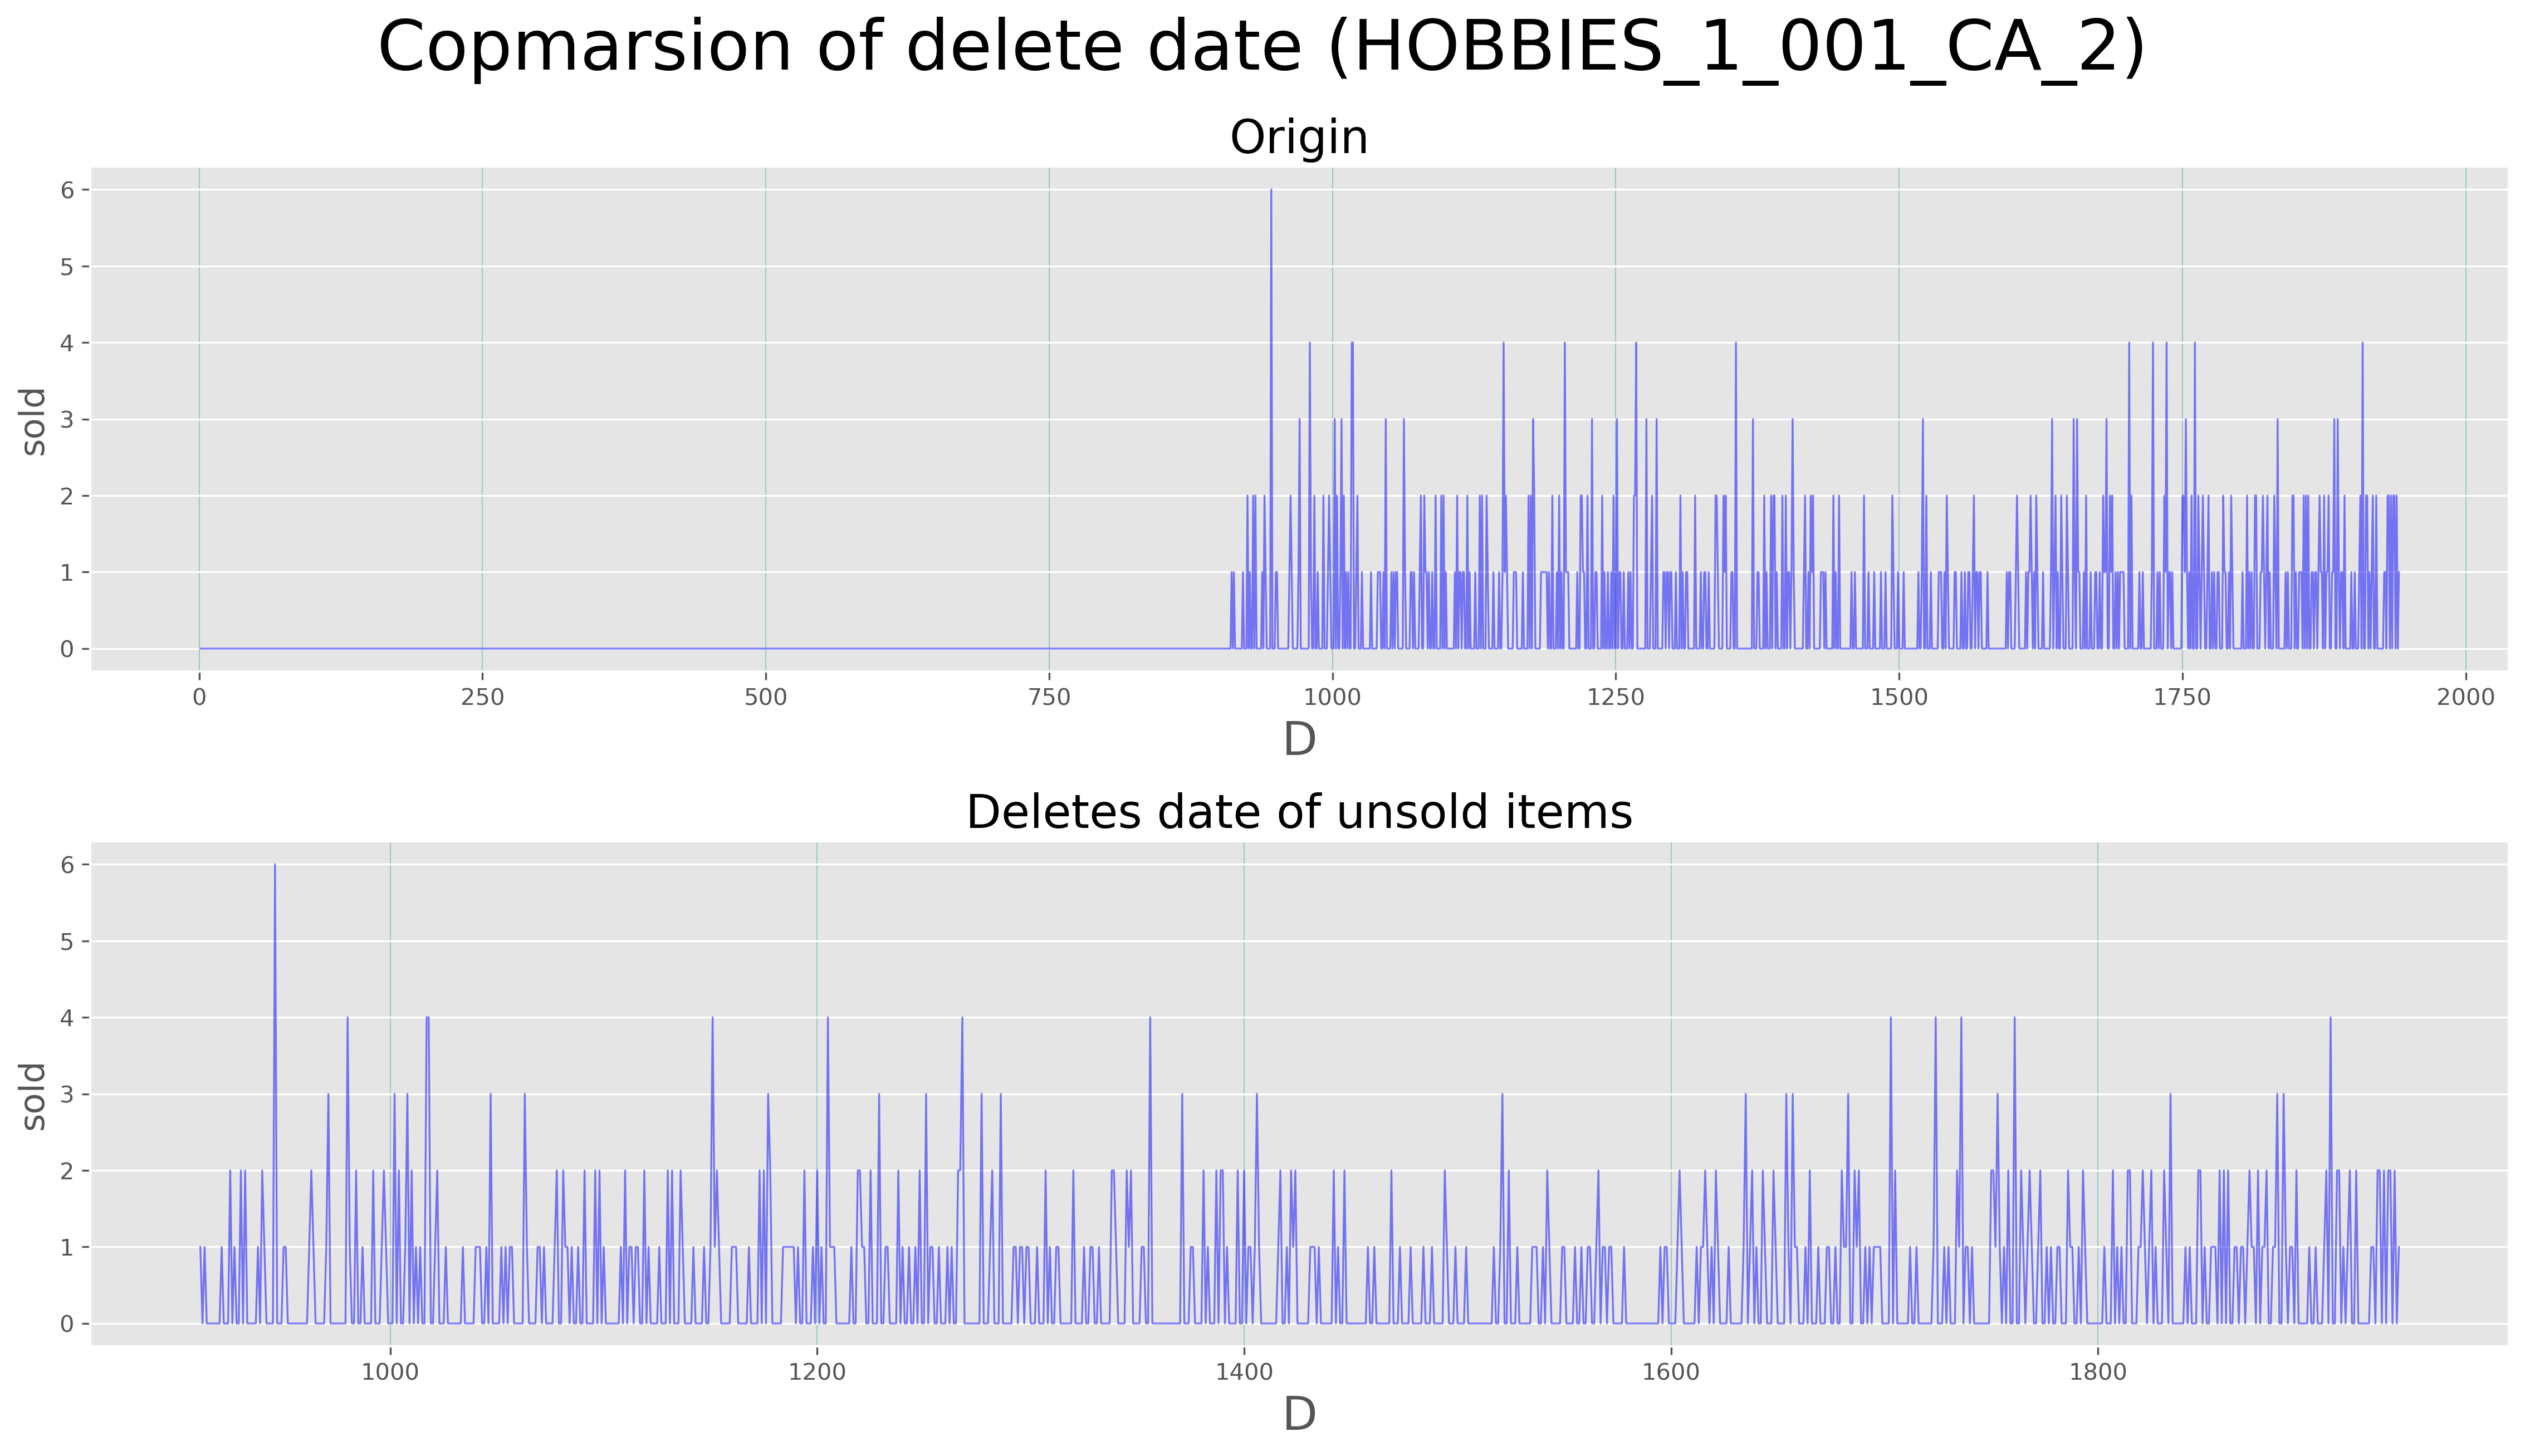 Copmarsion of delete date (HOBBIES_1_001_CA_2)
Origin
sold
6
5
4
3
2
1
0
0 250 500 750 1000 1250 1500 1750 2000
D
Deletes date of unsold items
sold
6
5
4
3
2
1
0
1000 1200 1400 1600 1800
D